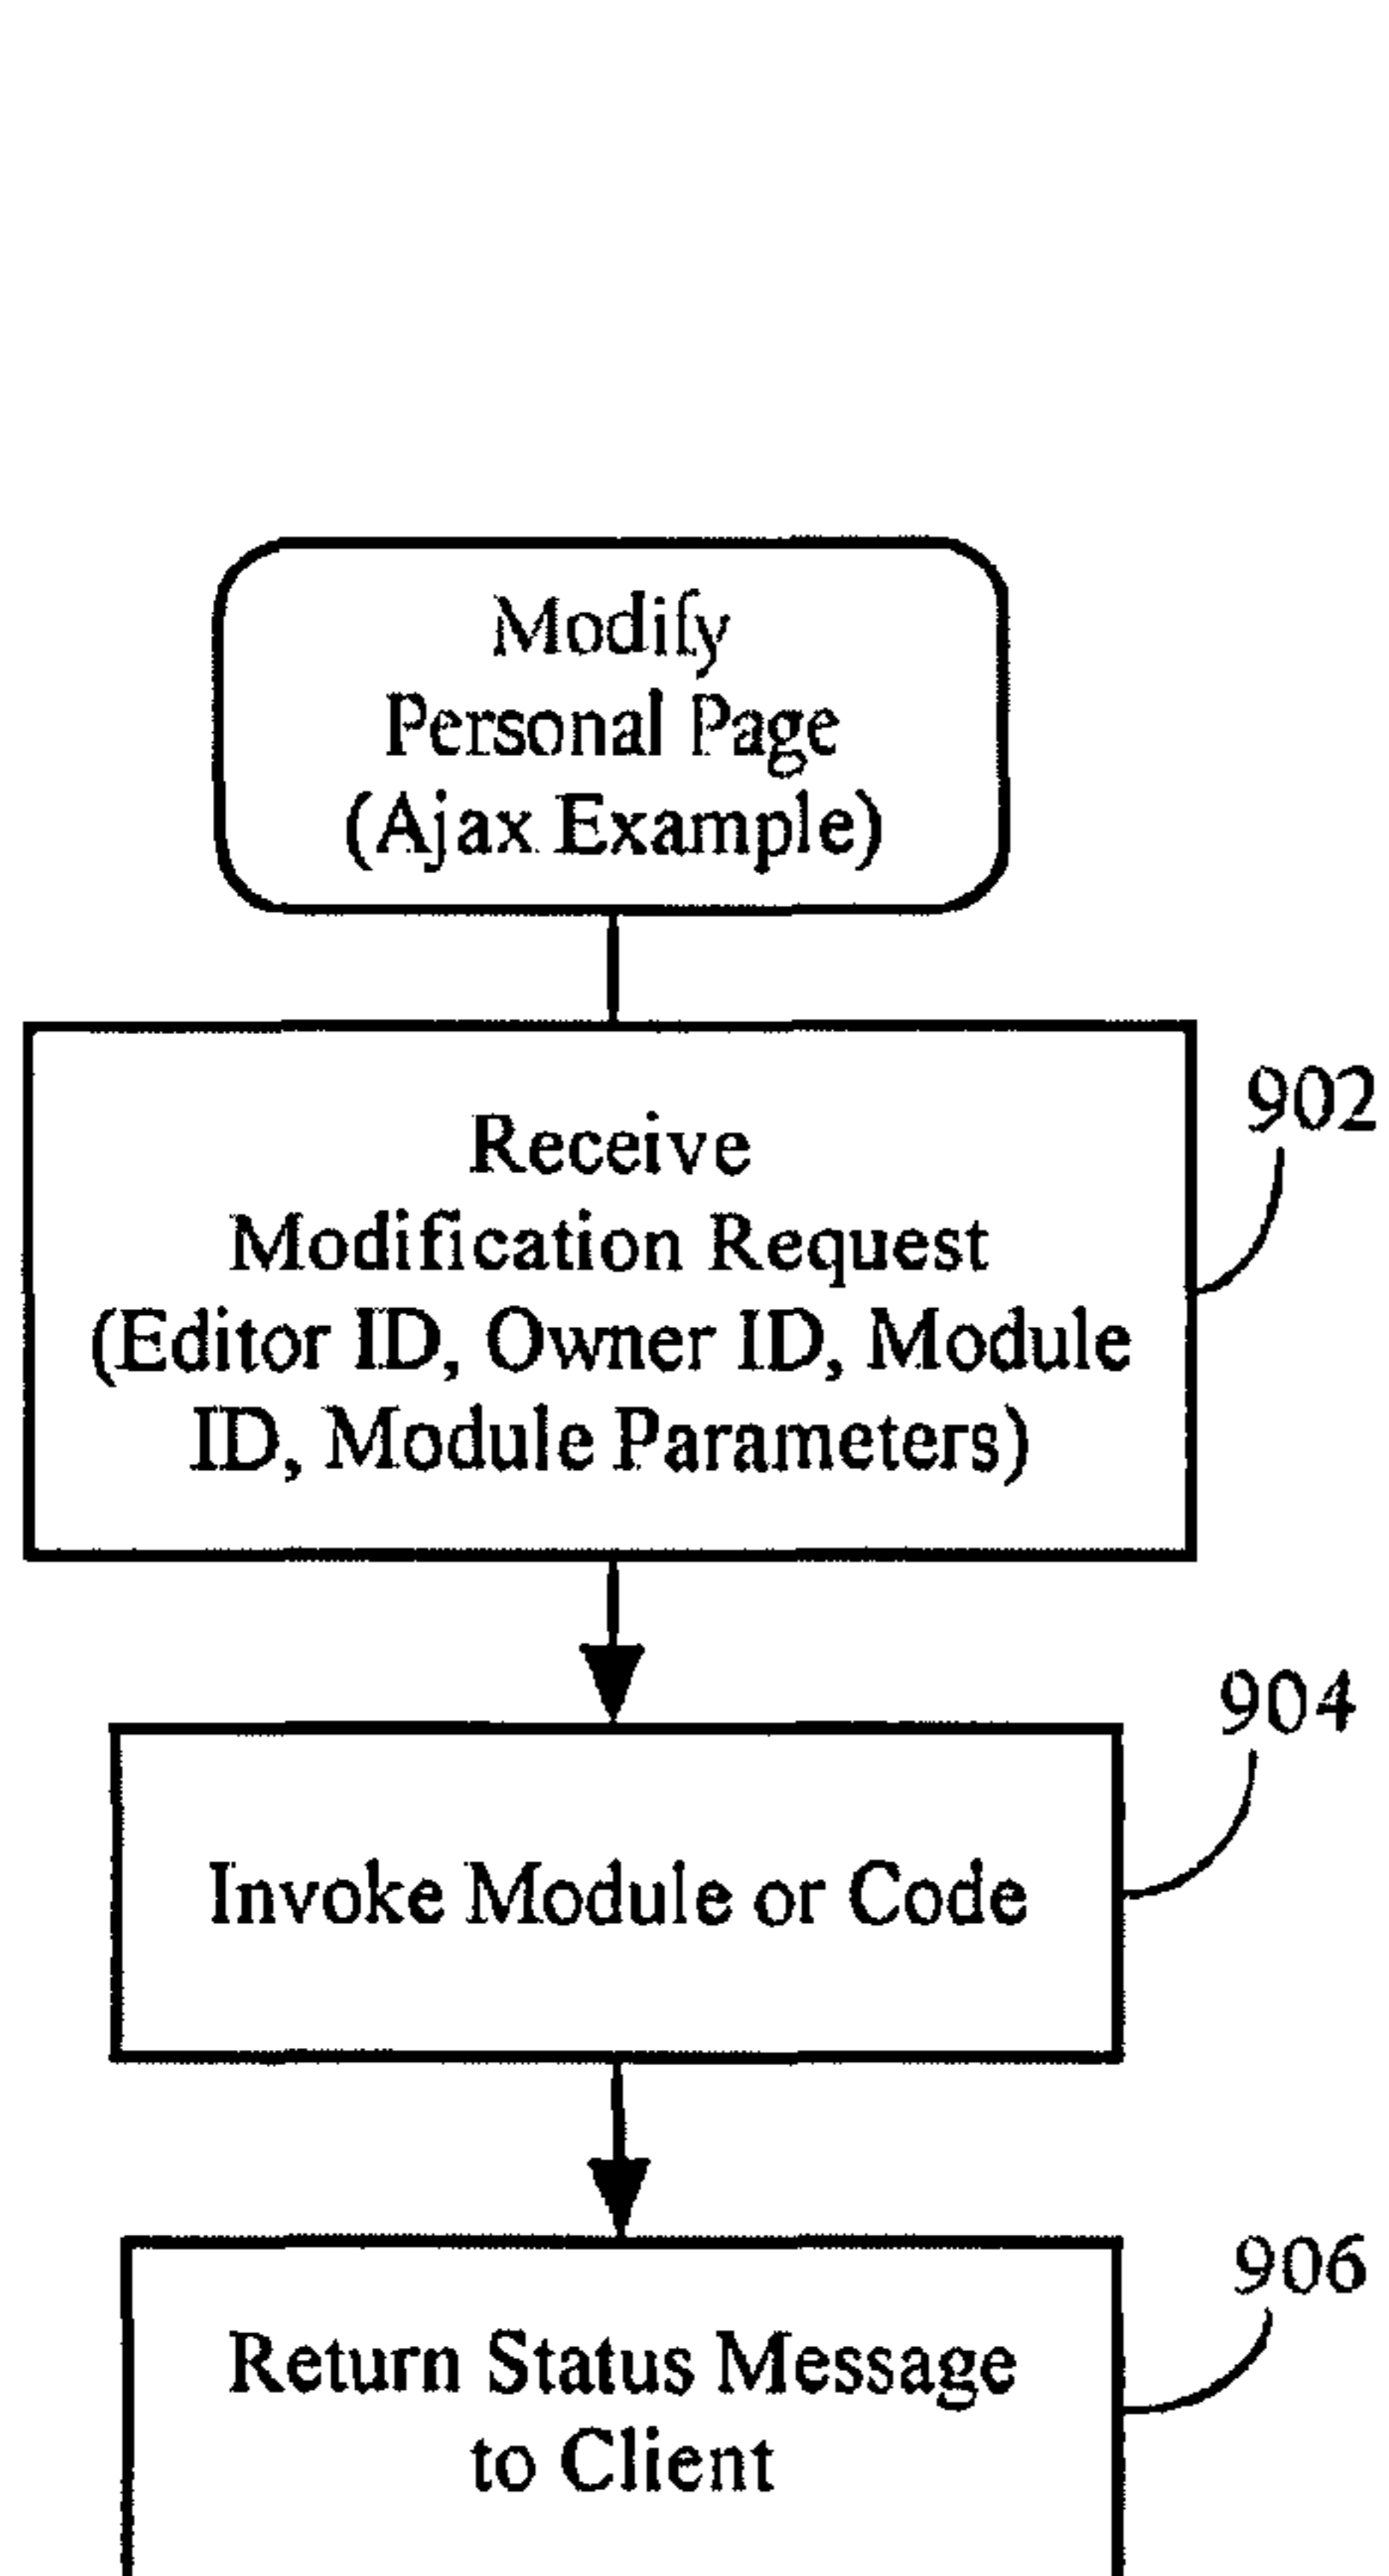 Modify
Personal Page
(Ajax Example)
Receive
Modification Request
(Editor ID, Owner ID, Module
ID, Module Parameters)
902
Invoke Module or Code
904
Return Status Message
to Client
906